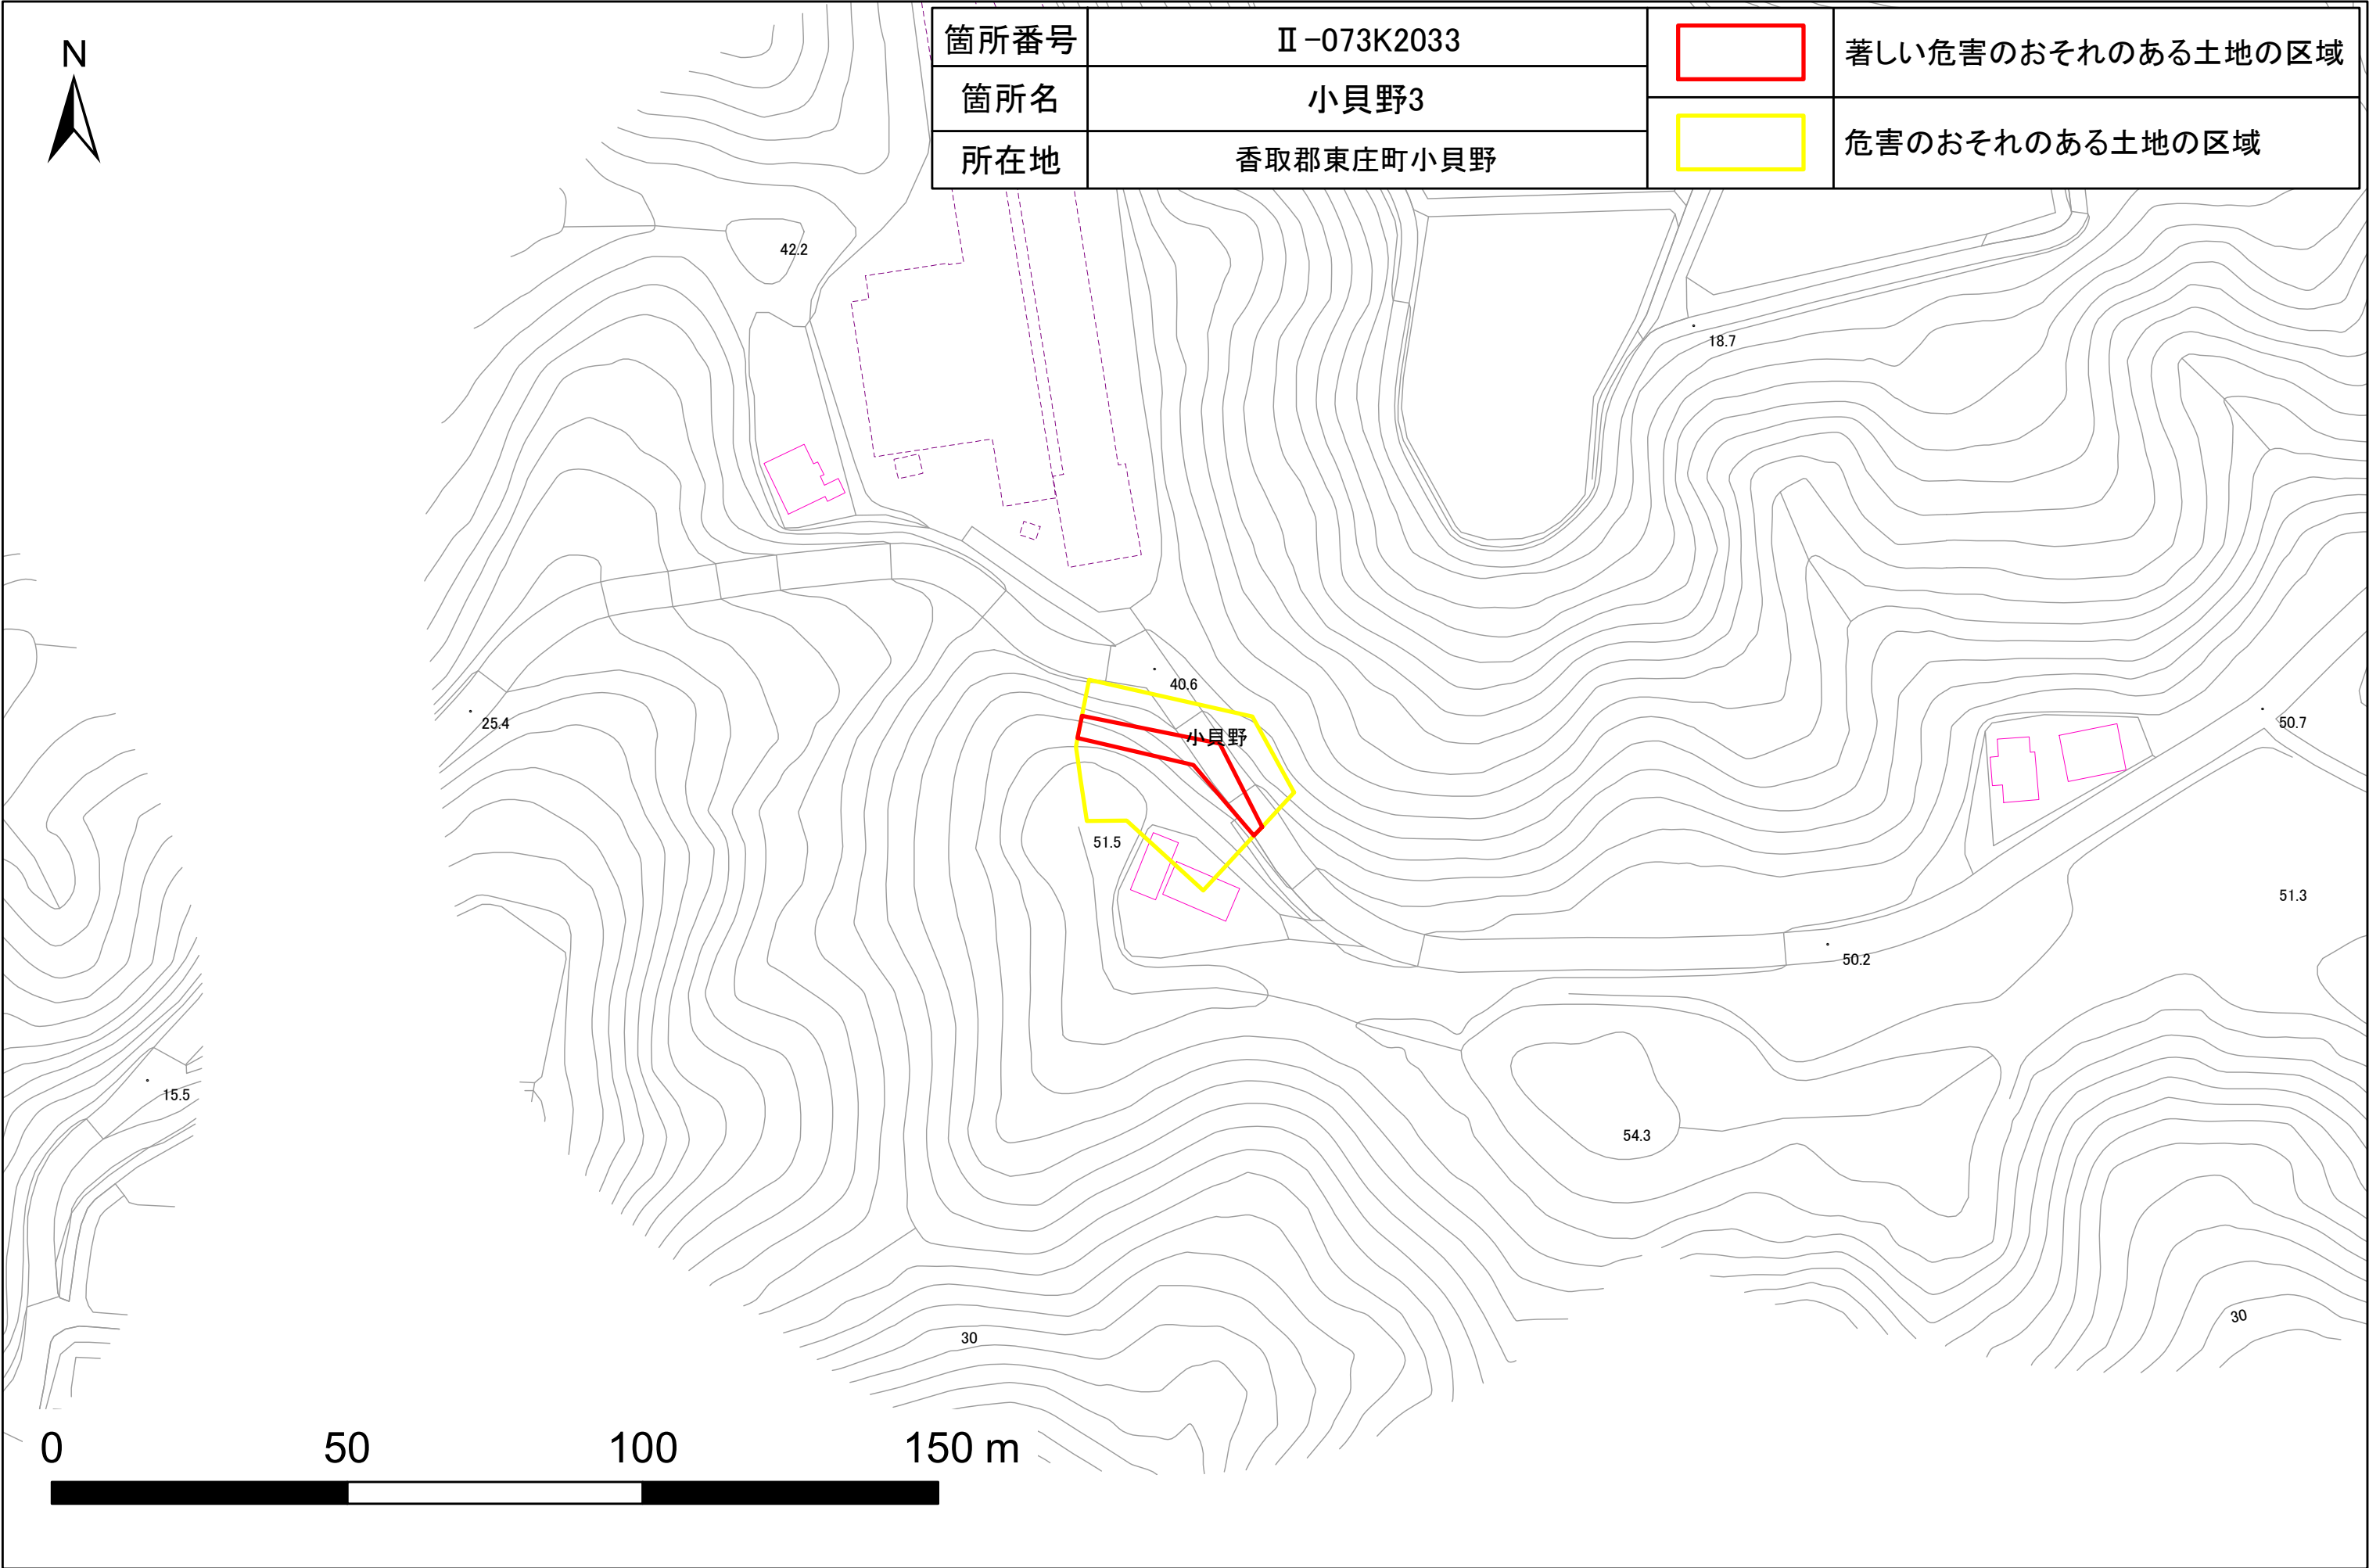 N
箇所番号
Ⅱ-073K2033
箇所名
小貝野3
所在地
香取郡東庄町小貝野
著しい危害のおそれのある土地の区域
危害のおそれのある土地の区域
42.2
18.7
40.6
25.4
小貝野
50.7
51.5
51.3
50.2
15.5
54.3
30
30
0 50 100 150 m